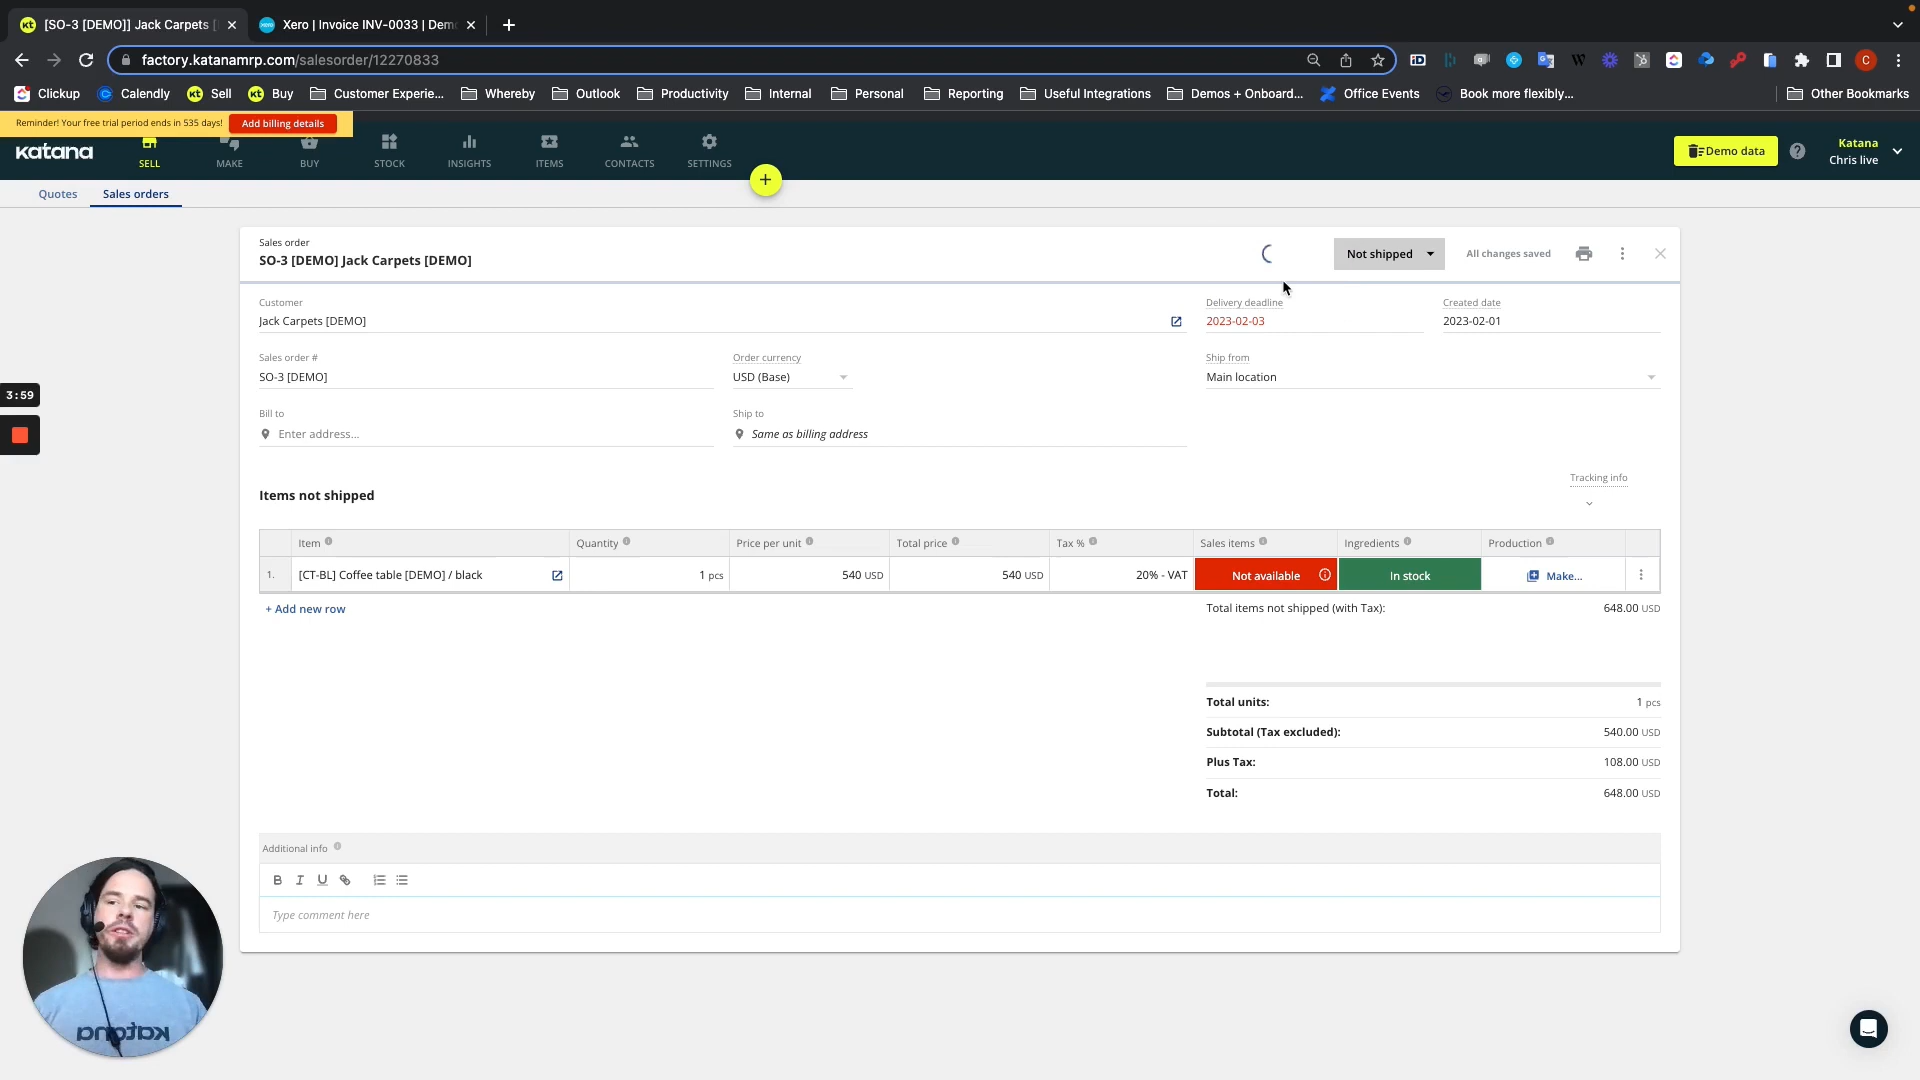 [SO-3 [DEMO]] Jack Carpets [
Xero | Invoice INV-0033 | Dem
factory.katanamrp.com/salesorder/12270833
Clickup
Calendly
Sell
Buy
Customer Experie...
Whereby
Outlook
Productivity
Internal
Personal
Reporting
Useful Integrations
Demos + Onboard...
Office Events
Book more flexibly...
Other Bookmarks
Reminder! Your free trial period ends in 535 days!
Add billing details
katana
SELL
MAKE
BUY
STOCK
INSIGHTS
ITEMS
CONTACTS
SETTINGS
+
Demo data
?
Katana
Chris live
Quotes
Sales orders
Sales order
SO-3 [DEMO] Jack Carpets [DEMO]
Not shipped
All changes saved
Customer
Jack Carpets [DEMO]
Delivery deadline
2023-02-03
Created date
2023-02-01
Sales order #
SO-3 [DEMO]
Order currency
USD (Base)
Ship from
Main location
3:59
Bill to
Enter address...
Ship to
Same as billing address
Tracking info
Items not shipped
Item Quantity Price per unit Total price Tax % Sales items Ingredients Production
1. [CT-BL] Coffee table [DEMO] / black 1 pcs 540 USD 540 USD 20% - VAT Not available In stock Make...
+ Add new row
Total items not shipped (with Tax): 648.00 USD
Total units: 1 pcs
Subtotal (Tax excluded): 540.00 USD
Plus Tax: 108.00 USD
Total: 648.00 USD
Additional info
B I U
Type comment here
katana